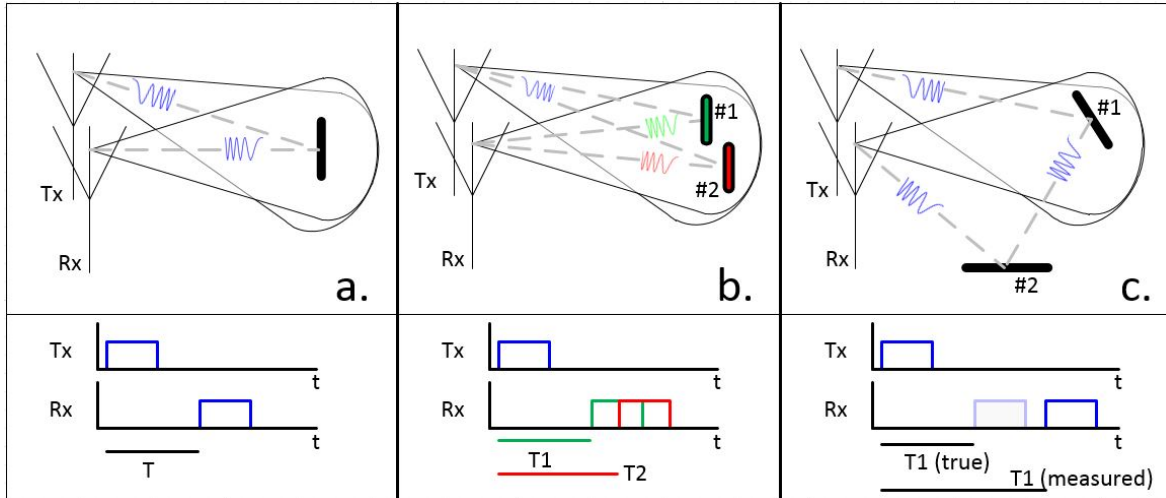 Tx
Rx
a.
#1
#2
Tx
Rx
b.
#1
#2
Tx
Rx
c.
Tx
t
Rx
t
T
Tx
t
Rx
t
T1
T2
Tx
t
Rx
t
T1 (true)
T1 (measured)